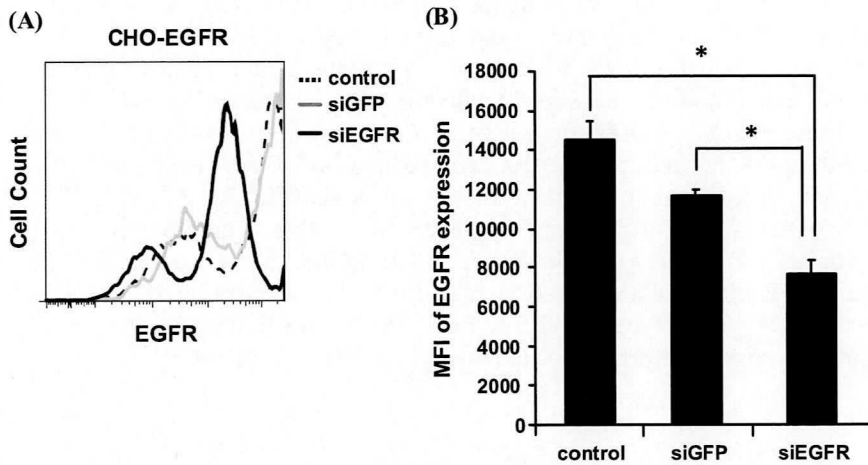 (A)
CHO-EGFR
control
siGFP
siEGFR
Cell Count
EGFR
(B)
*
*
MFI of EGFR expression
18000
16000
14000
12000
10000
8000
6000
4000
2000
0
control
siGFP
siEGFR